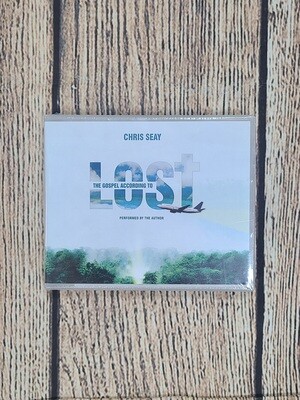 CHRIS SEAY
LOST
THE GOSPEL ACCORDING TO
PERFORMED BY THE AUTHOR